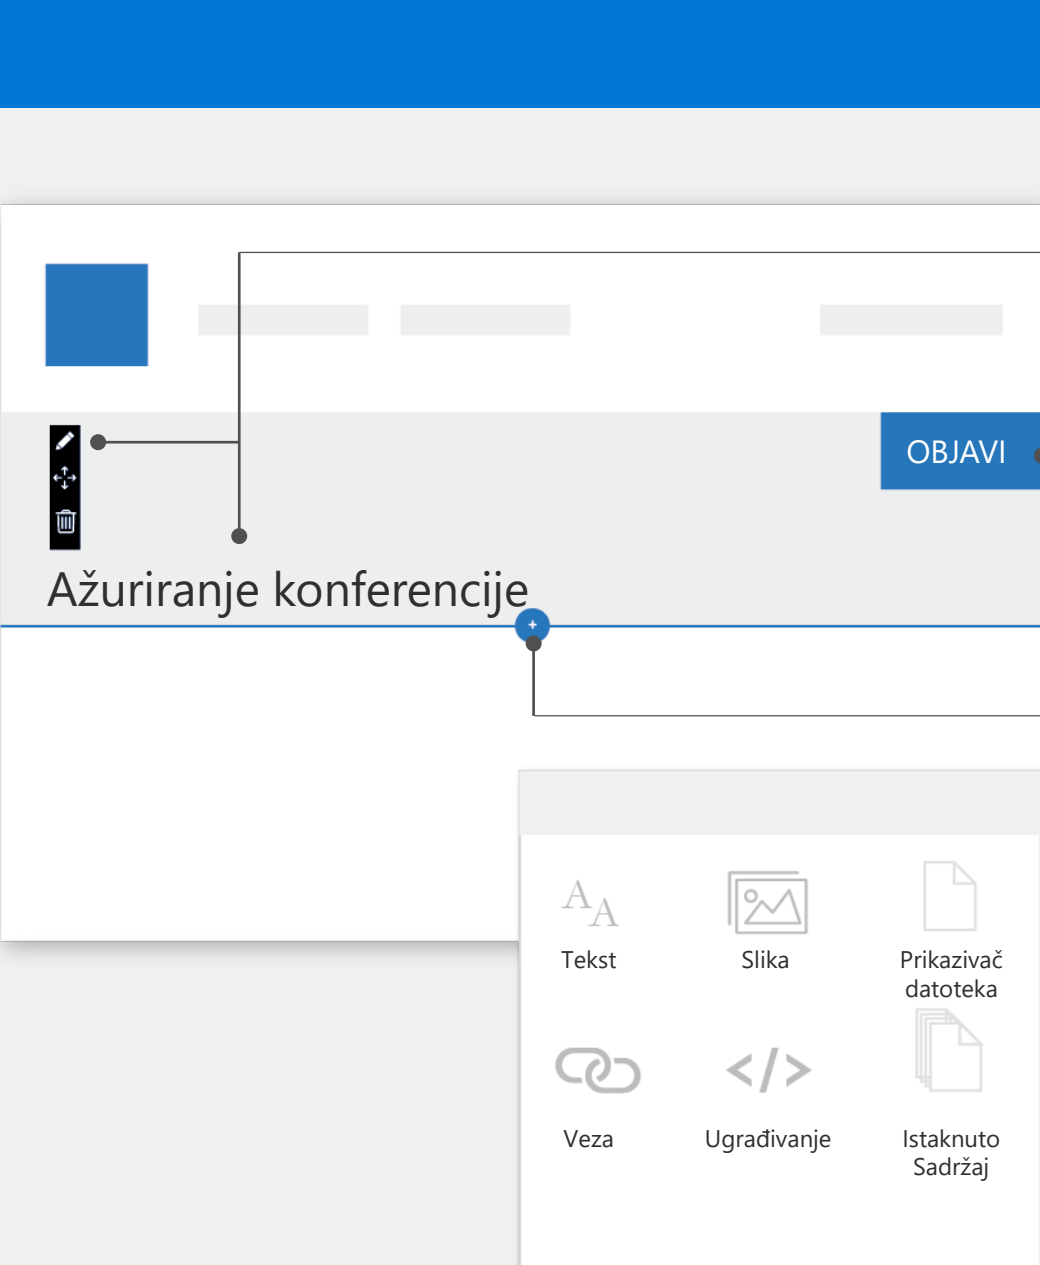 OBJAVI
Ažuriranje konferencije
+
Tekst
Slika
Prikazivač
datoteka
Veza
Ugrađivanje
Istaknuto
Sadržaj